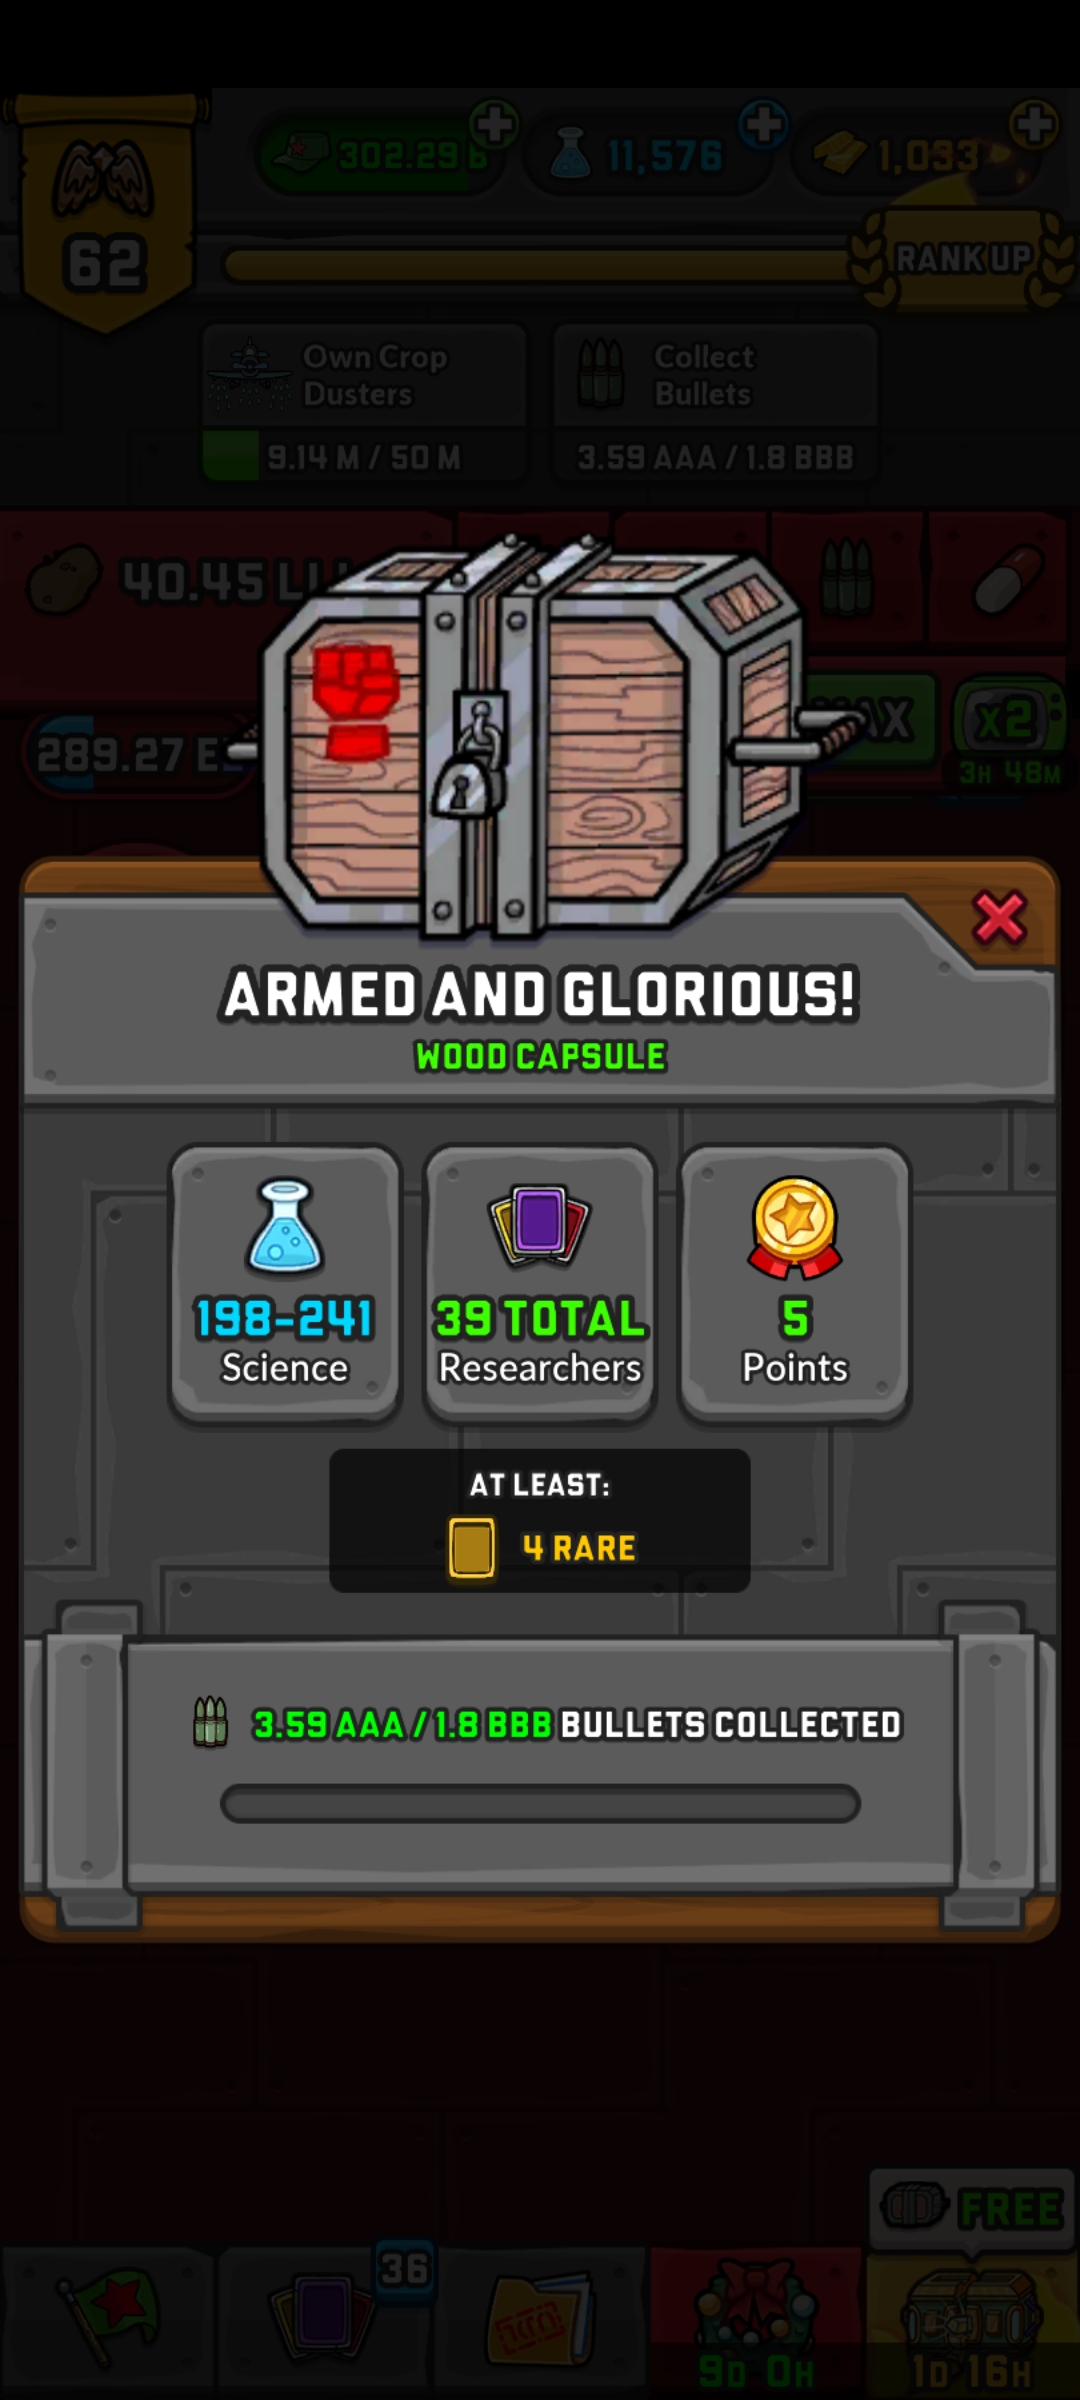 302.29 B
11,576
1,033
62
RANK UP
Own Crop
Dusters
9.14 M / 50 M
Collect
Bullets
3.59 AAA / 1.8 BBB
40.45
289.27
x2
3H 48M
ARMED AND GLORIOUS!
WOOD CAPSULE
198-241
Science
39 TOTAL
Researchers
5
Points
AT LEAST:
4 RARE
3.59 AAA / 1.8 BBB BULLETS COLLECTED
FREE
36
9D 0H
1D 16H